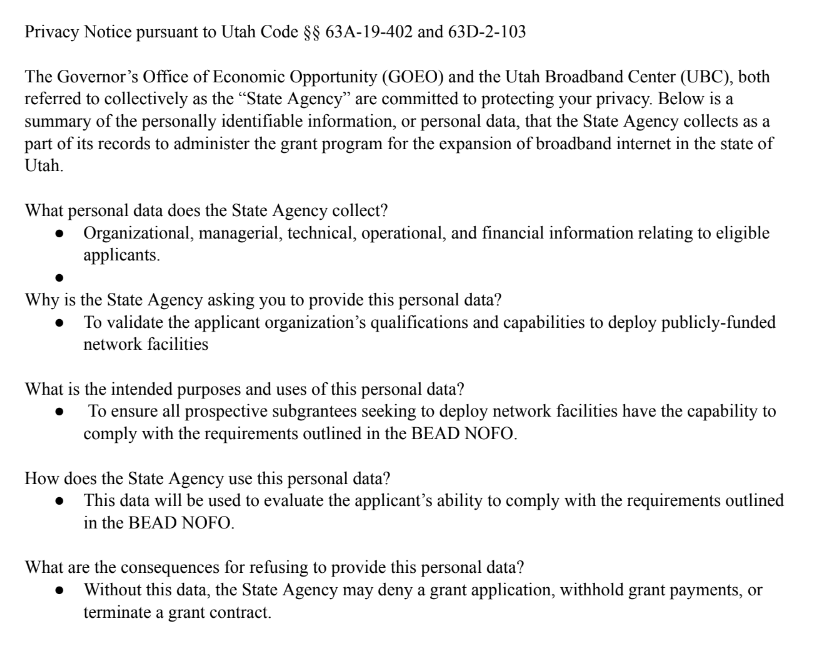 Privacy Notice pursuant to Utah Code §§ 63A-19-402 and 63D-2-103
The Governor’s Office of Economic Opportunity (GOEO) and the Utah Broadband Center (UBC), both
referred to collectively as the “State Agency” are committed to protecting your privacy. Below is a
summary of the personally identifiable information, or personal data, that the State Agency collects as a
part of its records to administer the grant program for the expansion of broadband internet in the state of
Utah.
What personal data does the State Agency collect?
● Organizational, managerial, technical, operational, and financial information relating to eligible
applicants.
●
Why is the State Agency asking you to provide this personal data?
● To validate the applicant organization’s qualifications and capabilities to deploy publicly-funded
network facilities
What is the intended purposes and uses of this personal data?
● To ensure all prospective subgrantees seeking to deploy network facilities have the capability to
comply with the requirements outlined in the BEAD NOFO.
How does the State Agency use this personal data?
● This data will be used to evaluate the applicant’s ability to comply with the requirements outlined
in the BEAD NOFO.
What are the consequences for refusing to provide this personal data?
● Without this data, the State Agency may deny a grant application, withhold grant payments, or
terminate a grant contract.